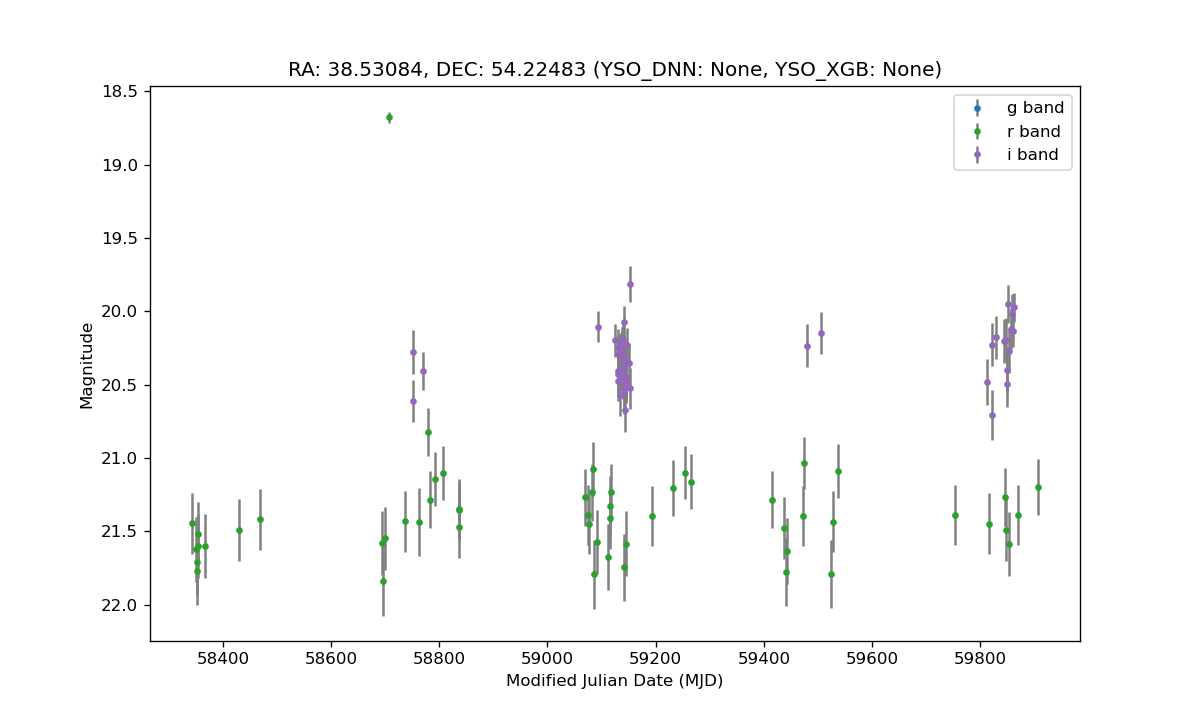 RA: 38.53084, DEC: 54.22483 (YSO_DNN: None, YSO_XGB: None)
g band
r band
i band
18.5
19.0
19.5
20.0
20.5
21.0
21.5
22.0
Magnitude
58400 58600 58800 59000 59200 59400 59600 59800
Modified Julian Date (MJD)